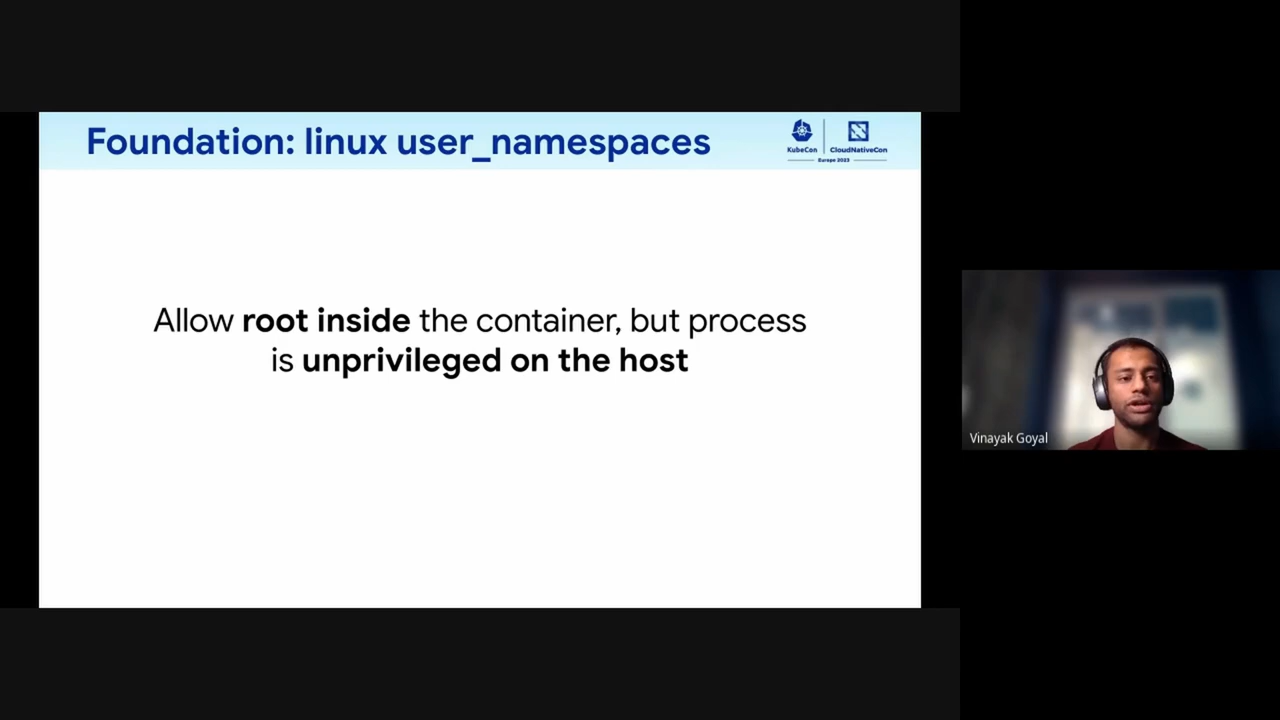 Foundation: linux user_namespaces
KubeCon
CloudNativeCon
Europe 2023
Allow root inside the container, but process
is unprivileged on the host
Vinayak Goyal